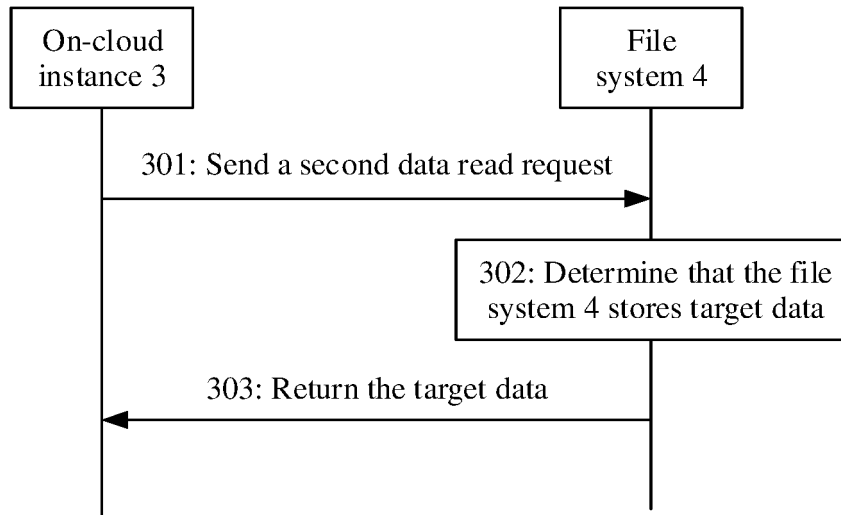 On-cloud
instance 3
File
system 4
301: Send a second data read request
302: Determine that the file
system 4 stores target data
303: Return the target data